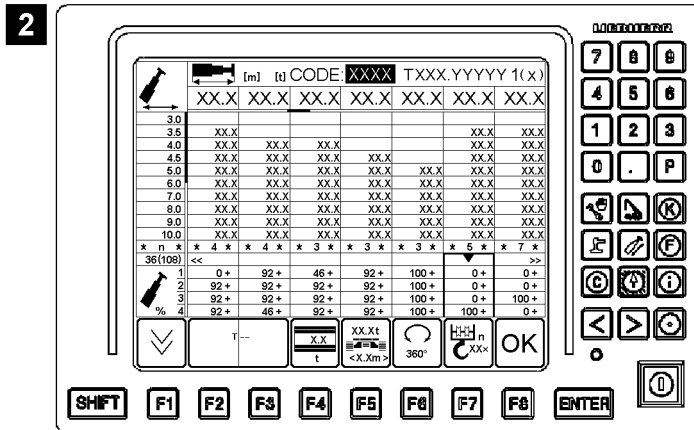 2
LIEBHERR
[m] [t] CODE: XXXX TXXX.YYYYY 1(x)
XX.X XX.X XX.X XX.X XX.X XX.X XX.X
3.0
3.5 XX.X XX.X XX.X
4.0 XX.X XX.X XX.X XX.X XX.X
4.5 XX.X XX.X XX.X XX.X XX.X XX.X
5.0 XX.X XX.X XX.X XX.X XX.X XX.X XX.X
6.0 XX.X XX.X XX.X XX.X XX.X XX.X XX.X
7.0 XX.X XX.X XX.X XX.X XX.X XX.X XX.X
8.0 XX.X XX.X XX.X XX.X XX.X XX.X XX.X
9.0 XX.X XX.X XX.X XX.X XX.X XX.X XX.X
10.0 XX.X XX.X XX.X XX.X XX.X XX.X XX.X
* n * * 4 * * 4 * * 3 * * 3 * * 3 * * 5 * * 7 *
36(108) << >>
1 0+ 92+ 46+ 92+ 100+ 0+ 0+
2 92+ 92+ 92+ 92+ 100+ 0+ 0+
3 92+ 92+ 92+ 92+ 100+ 0+ 100+
% 4 92+ 46+ 92+ 92+ 100+ 100+ 0+
T--
X.X
t
XX.Xt
<X.Xm>
360°
n
XX×
OK
7 8 9
4 5 6
1 2 3
0 . P
K
F
C i
< >
SHIFT F1 F2 F3 F4 F5 F6 F7 F8 ENTER